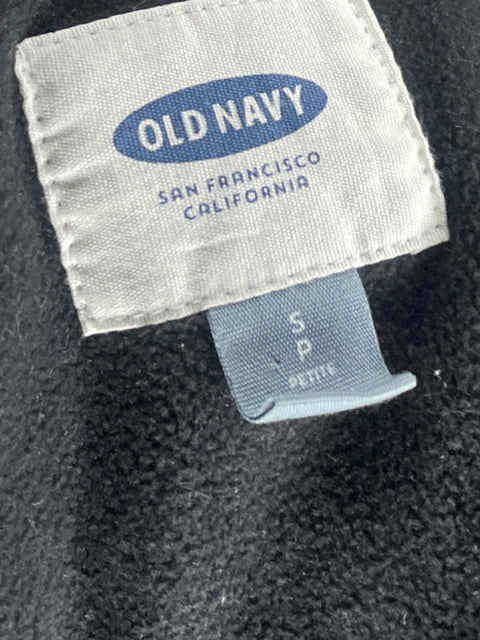 OLD NAVY
SAN FRANCISCO
CALIFORNIA
S
P
PETITE